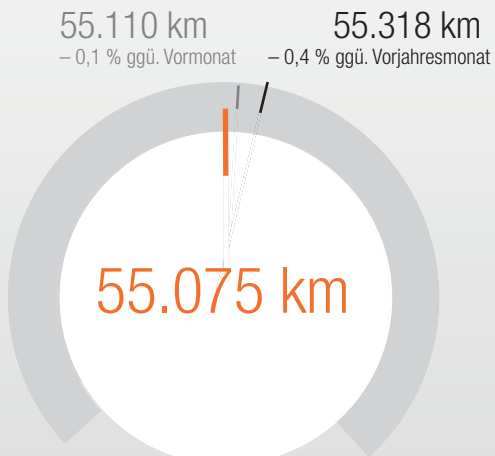 55.110 km
– 0,1 % ggü. Vormonat
55.318 km
– 0,4 % ggü. Vorjahresmonat
55.075 km